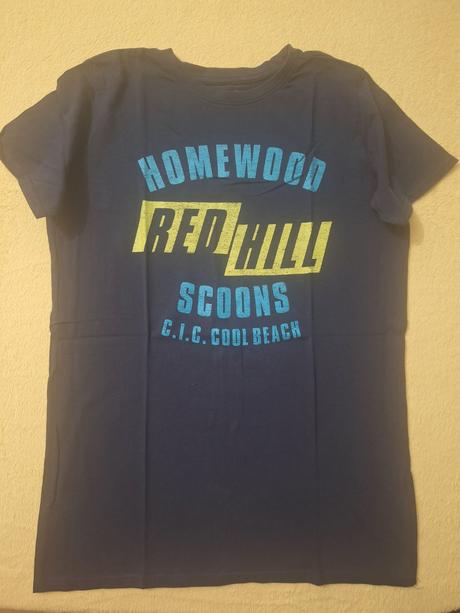 HOMEWOOD
RED HILL
SCOONS
C.I.C. COOL BEACH